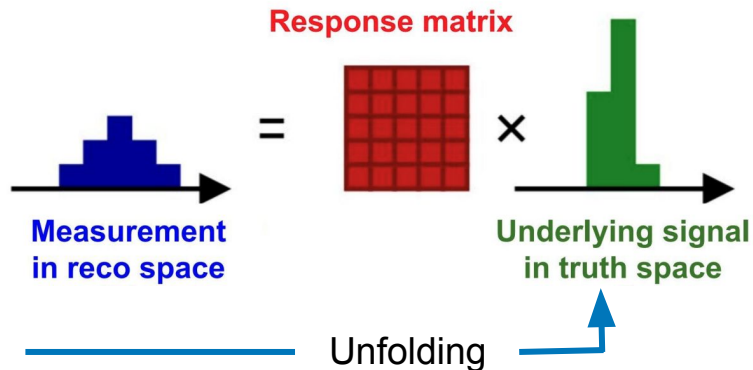 Response matrix
=
×
Measurement
in reco space
Underlying signal
in truth space
Unfolding